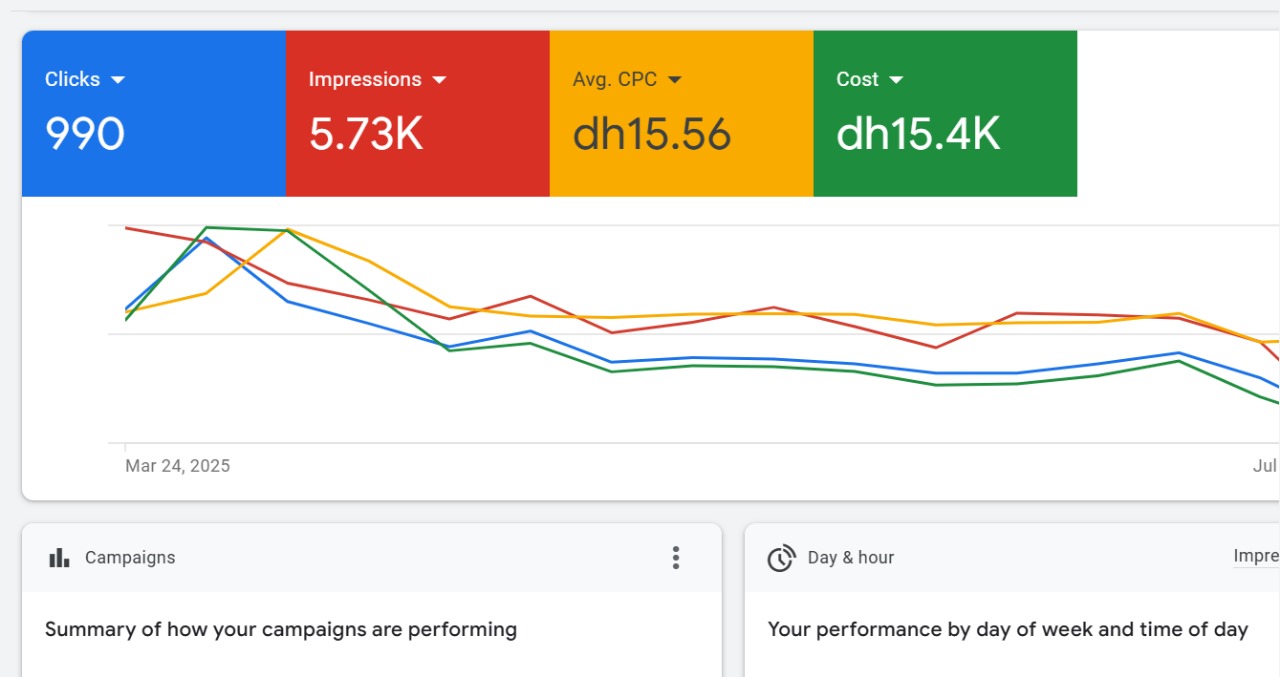 Clicks
990
Impressions
5.73K
Avg. CPC
dh15.56
Cost
dh15.4K
Mar 24, 2025
Jul
Campaigns
Summary of how your campaigns are performing
Day & hour
Impre
Your performance by day of week and time of day